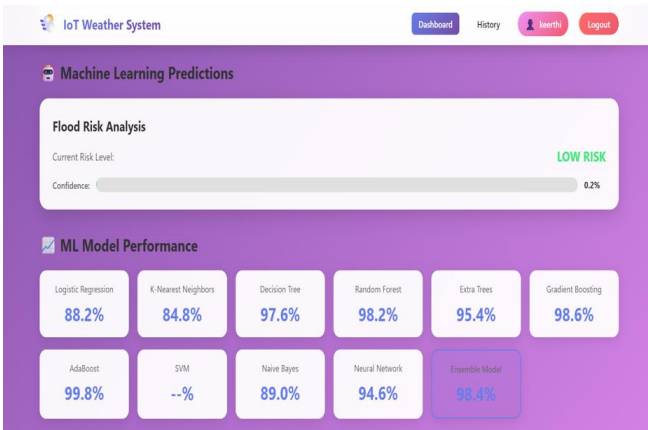 IoT Weather System Dashboard History keerthi Logout
Machine Learning Predictions
Flood Risk Analysis
Current Risk Level: LOW RISK
Confidence: 0.2%
ML Model Performance
Logistic Regression K-Nearest Neighbors Decision Tree Random Forest Extra Trees Gradient Boosting
88.2% 84.8% 97.6% 98.2% 95.4% 98.6%
AdaBoost SVM Naive Bayes Neural Network Ensemble Model
99.8% --% 89.0% 94.6% 98.4%